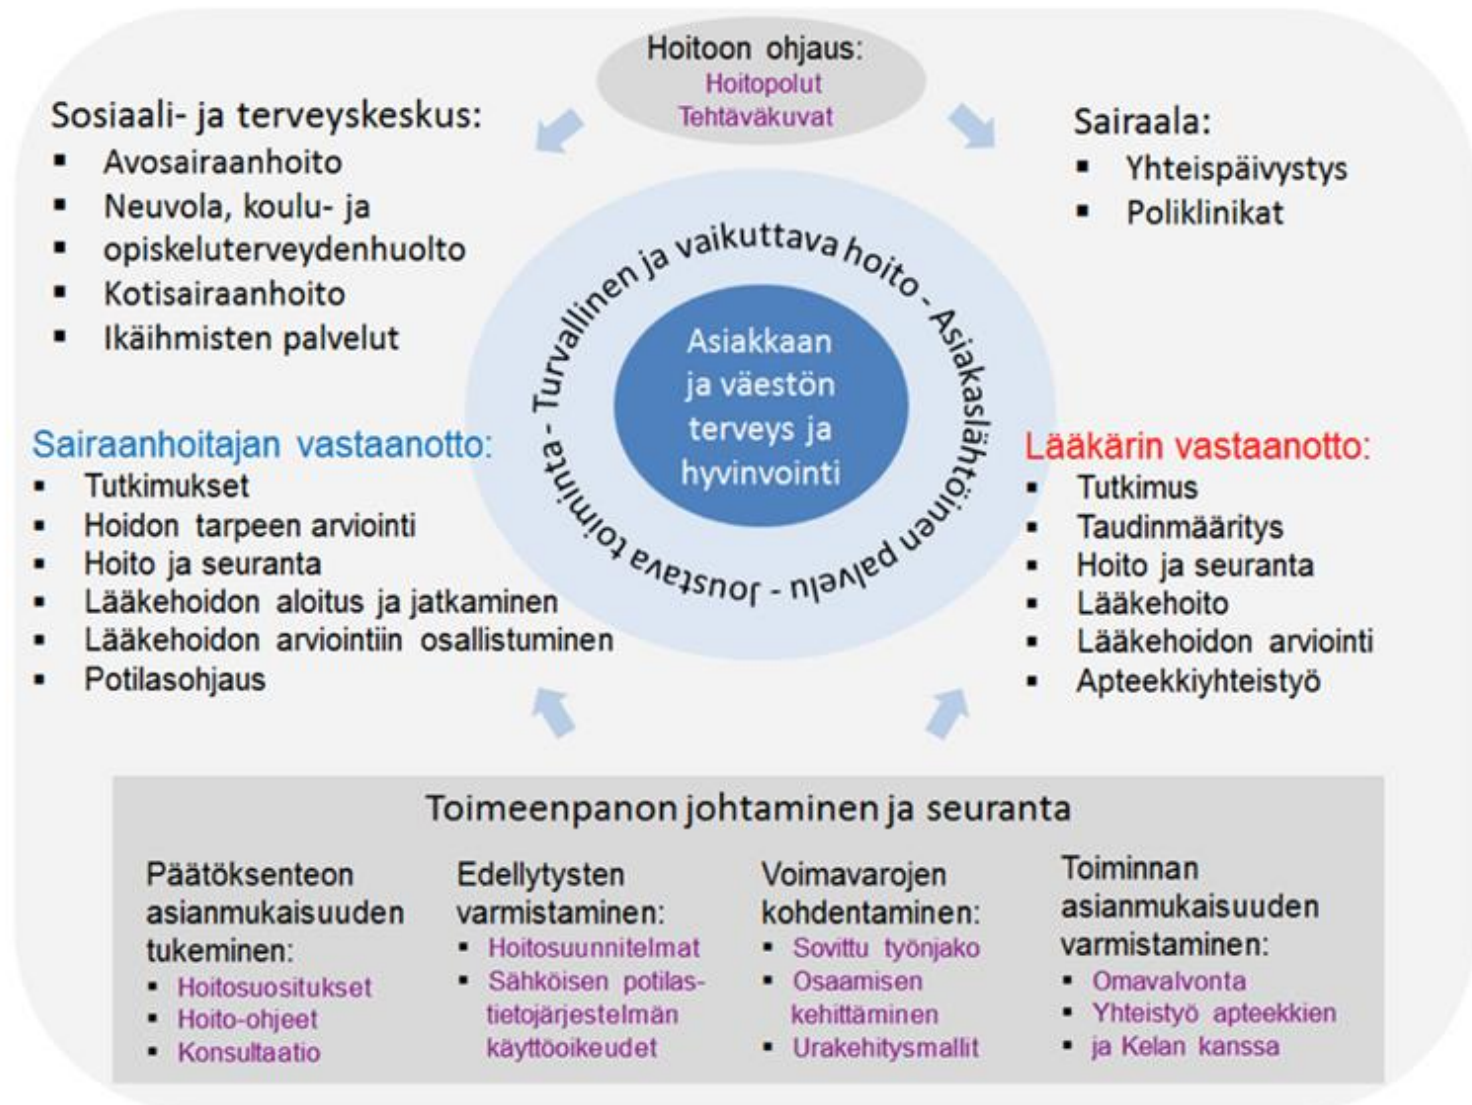 Hoitoon ohjaus:
Hoitopolut
Tehtäväkuvat
Sosiaali- ja terveyskeskus:
▪ Avosairaanhoito
▪ Neuvola, koulu- ja
▪ opiskeluterveydenhuolto
▪ Kotisairaanhoito
▪ Ikäihmisten palvelut
Sairaala:
▪ Yhteispäivystys
▪ Poliklinikat
Turvallinen ja vaikuttava hoito - Asiakaslähtöinen palvelu - Joustava toiminta -
Asiakkaan
ja väestön
terveys ja
hyvinvointi
Sairaanhoitajan vastaanotto:
▪ Tutkimukset
▪ Hoidon tarpeen arviointi
▪ Hoito ja seuranta
▪ Lääkehoidon aloitus ja jatkaminen
▪ Lääkehoidon arviointiin osallistuminen
▪ Potilasohjaus
Lääkärin vastaanotto:
▪ Tutkimus
▪ Taudinmääritys
▪ Hoito ja seuranta
▪ Lääkehoito
▪ Lääkehoidon arviointi
▪ Apteekkiyhteistyö
Toimeenpanon johtaminen ja seuranta
Päätöksenteon
asianmukaisuuden
tukeminen:
▪ Hoitosuositukset
▪ Hoito-ohjeet
▪ Konsultaatio
Edellytysten
varmistaminen:
▪ Hoitosuunnitelmat
▪ Sähköisen potilas-
tietojärjestelmän
käyttöoikeudet
Voimavarojen
kohdentaminen:
▪ Sovittu työnjako
▪ Osaamisen
kehittäminen
▪ Urakehitysmallit
Toiminnan
asianmukaisuuden
varmistaminen:
▪ Omavalvonta
▪ Yhteistyö apteekkien
▪ ja Kelan kanssa